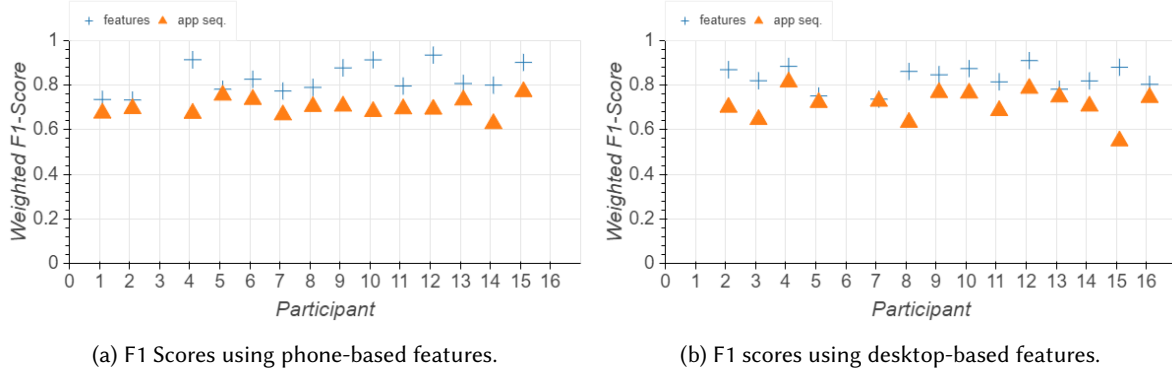 features app seq.
1
0.8
0.6
0.4
0.2
0
Weighted F1-Score
0 1 2 3 4 5 6 7 8 9 10 11 12 13 14 15 16
Participant
(a) F1 Scores using phone-based features.
features app seq.
1
0.8
0.6
0.4
0.2
0
Weighted F1-Score
0 1 2 3 4 5 6 7 8 9 10 11 12 13 14 15 16
Participant
(b) F1 scores using desktop-based features.